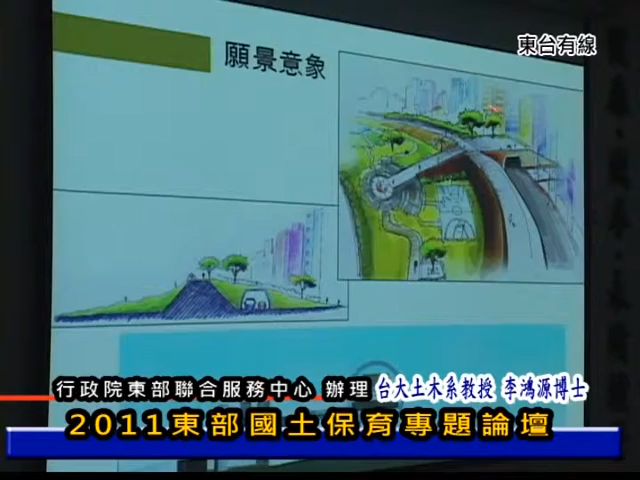 東台有線
願景意象
行政院東部聯合服務中心 辦理 台大土木系教授 李鴻源博士
2011東部國土保育專題論壇